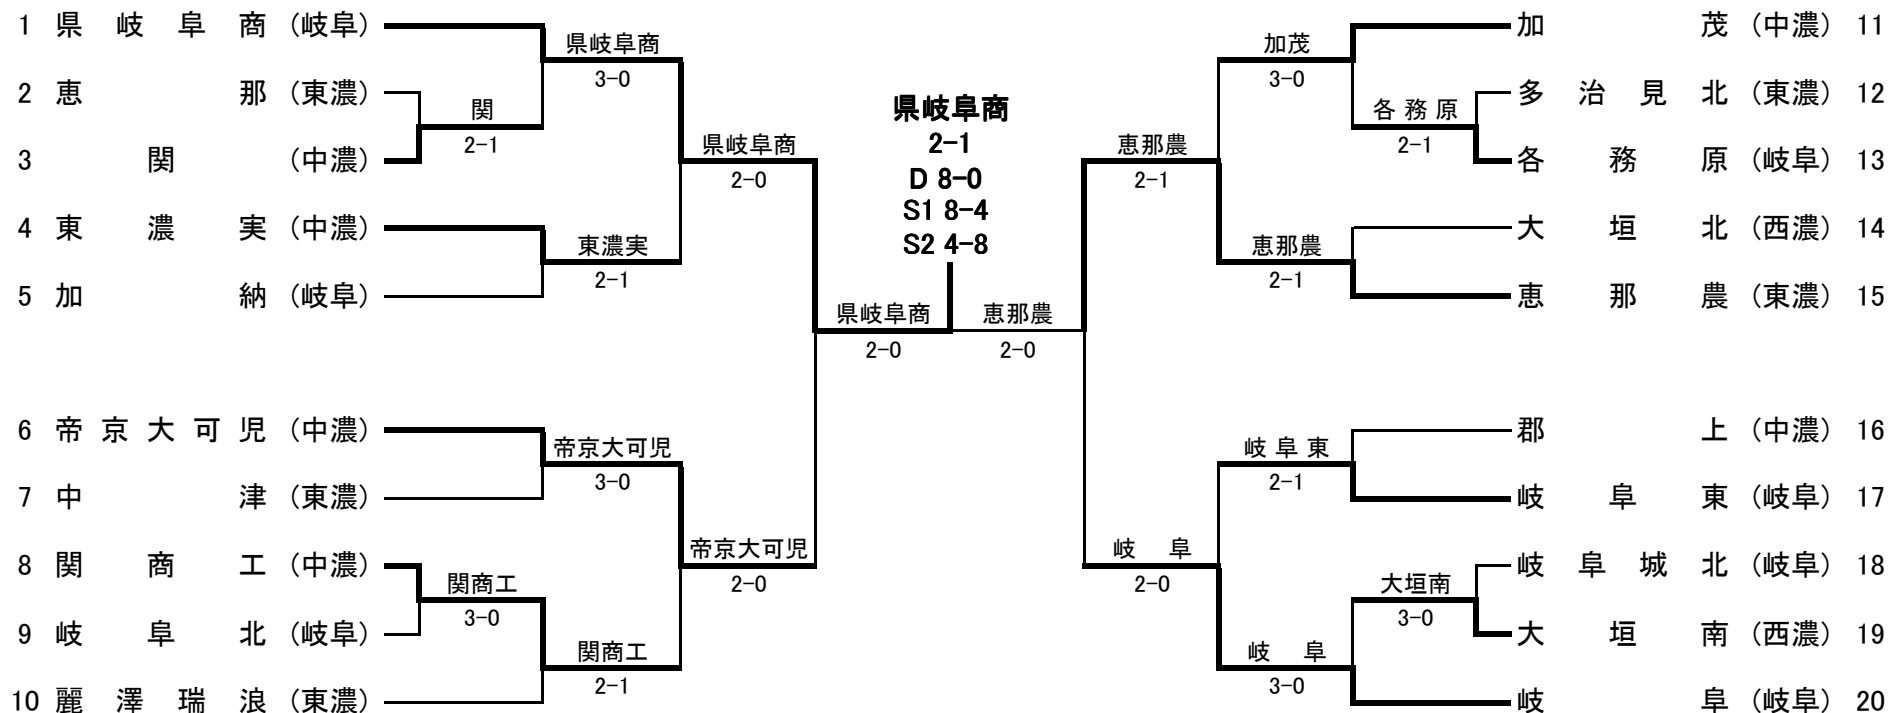 1 県岐阜商 (岐阜)
2 恵那 (東濃)
3 関 (中濃)
4 東濃実 (中濃)
5 加納 (岐阜)
6 帝京大可児 (中濃)
7 中津 (東濃)
8 関商工 (中濃)
9 岐阜北 (岐阜)
10 麗澤瑞浪 (東濃)
県岐阜商
3-0
関
2-1
東濃実
2-1
帝京大可児
3-0
関商工
3-0
関商工
2-1
県岐阜商
2-0
帝京大可児
2-0
県岐阜商
2-0
県岐阜商
2-1
D 8-0
S1 8-4
S2 4-8
恵那農
2-0
恵那農
2-1
岐阜
2-0
加茂
3-0
各務原
2-1
恵那農
2-1
岐阜東
2-1
大垣南
3-0
岐阜
3-0
加茂 (中濃) 11
多治見北 (東濃) 12
各務原 (岐阜) 13
大垣北 (西濃) 14
恵那農 (東濃) 15
郡上 (中濃) 16
岐阜東 (岐阜) 17
岐阜城北 (岐阜) 18
大垣南 (西濃) 19
岐阜 (岐阜) 20